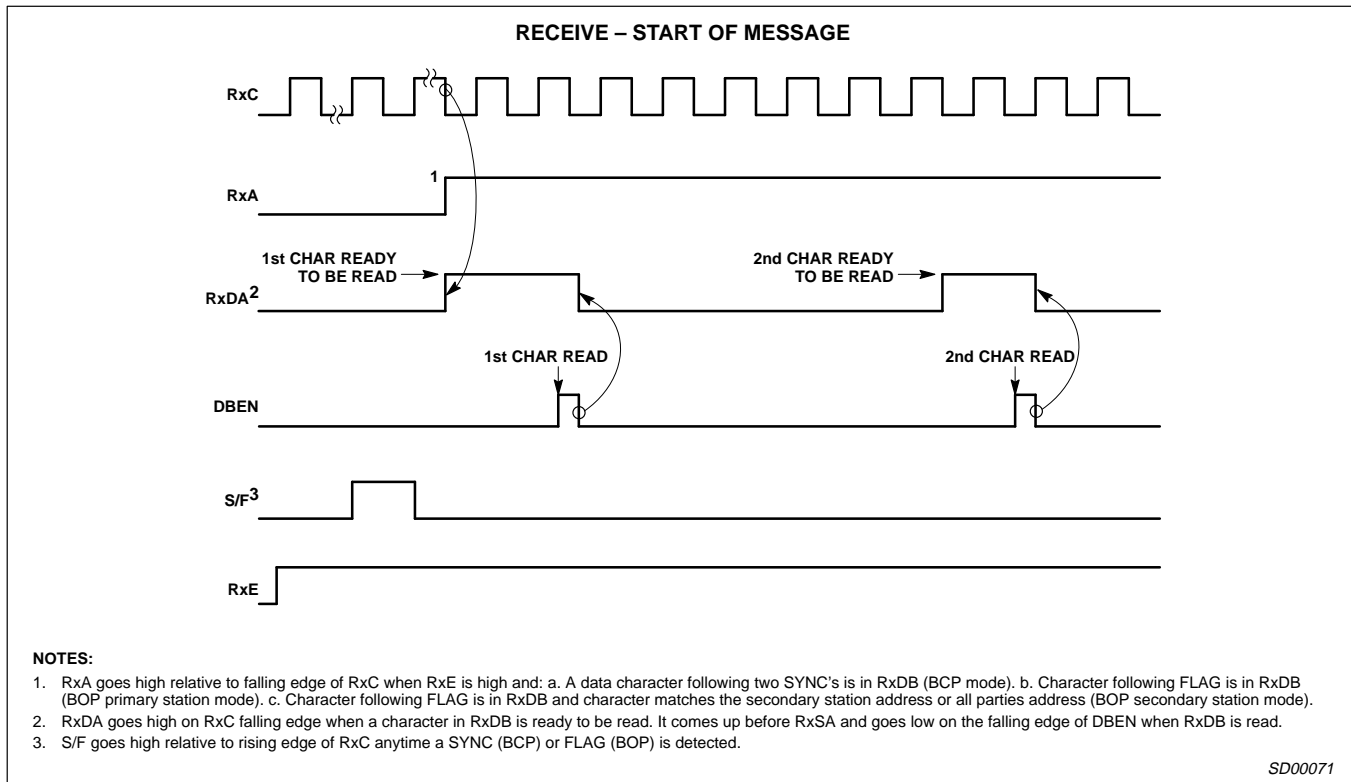 RECEIVE – START OF MESSAGE
RxC
RxA
1
1st CHAR READY
TO BE READ
2nd CHAR READY
TO BE READ
RxDA2
1st CHAR READ
2nd CHAR READ
DBEN
S/F3
RxE
NOTES:
1. RxA goes high relative to falling edge of RxC when RxE is high and: a. A data character following two SYNC's is in RxDB (BCP mode). b. Character following FLAG is in RxDB
(BOP primary station mode). c. Character following FLAG is in RxDB and character matches the secondary station address or all parties address (BOP secondary station mode).
2. RxDA goes high on RxC falling edge when a character in RxDB is ready to be read. It comes up before RxSA and goes low on the falling edge of DBEN when RxDB is read.
3. S/F goes high relative to rising edge of RxC anytime a SYNC (BCP) or FLAG (BOP) is detected.
SD00071